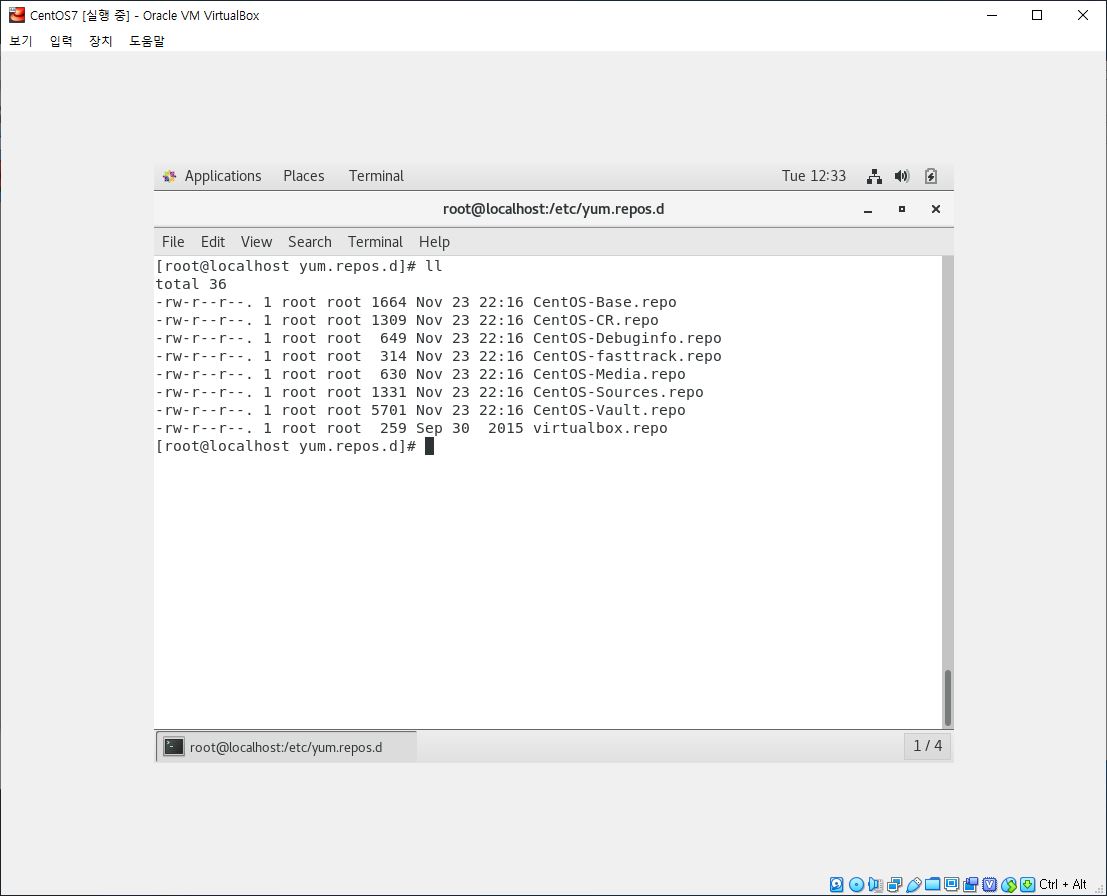 CentOS7 [실행 중] - Oracle VM VirtualBox
보기 입력 장치 도움말
Applications Places Terminal Tue 12:33
root@localhost:/etc/yum.repos.d
File Edit View Search Terminal Help
[root@localhost yum.repos.d]# ll
total 36
-rw-r--r--. 1 root root 1664 Nov 23 22:16 CentOS-Base.repo
-rw-r--r--. 1 root root 1309 Nov 23 22:16 CentOS-CR.repo
-rw-r--r--. 1 root root  649 Nov 23 22:16 CentOS-Debuginfo.repo
-rw-r--r--. 1 root root  314 Nov 23 22:16 CentOS-fasttrack.repo
-rw-r--r--. 1 root root  630 Nov 23 22:16 CentOS-Media.repo
-rw-r--r--. 1 root root 1331 Nov 23 22:16 CentOS-Sources.repo
-rw-r--r--. 1 root root 5701 Nov 23 22:16 CentOS-Vault.repo
-rw-r--r--. 1 root root  259 Sep 30  2015 virtualbox.repo
[root@localhost yum.repos.d]#
root@localhost:/etc/yum.repos.d 1 / 4
Ctrl + Alt